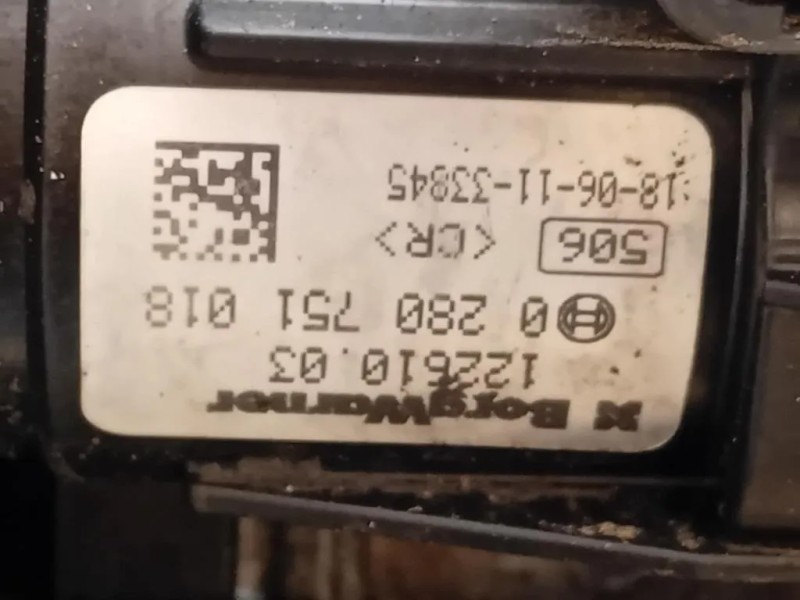 BorgWarner
122610.03
0 280 751 018
506 <CR>
:18-06-11-33845